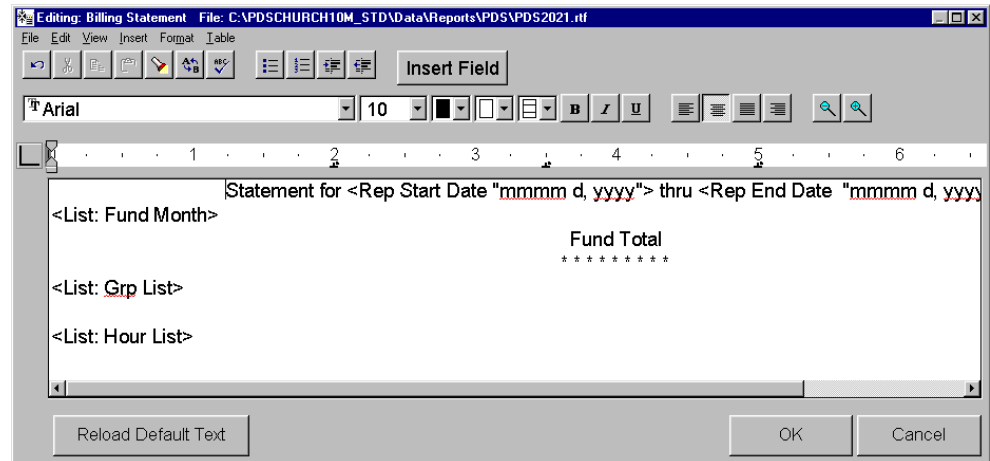 Editing: Billing Statement File: C:\PDSCHURCH10M_STD\Data\Reports\PDS\PDS2021.rtf
File Edit View Insert Format Table
ABC Insert Field
Arial 10 B I U
1 2 3 4 5 6
Statement for <Rep Start Date "mmmm d, yyyy"> thru <Rep End Date "mmmm d, yyyy
<List: Fund Month>
Fund Total
* * * * * * * * *
<List: Grp List>
<List: Hour List>
Reload Default Text OK Cancel